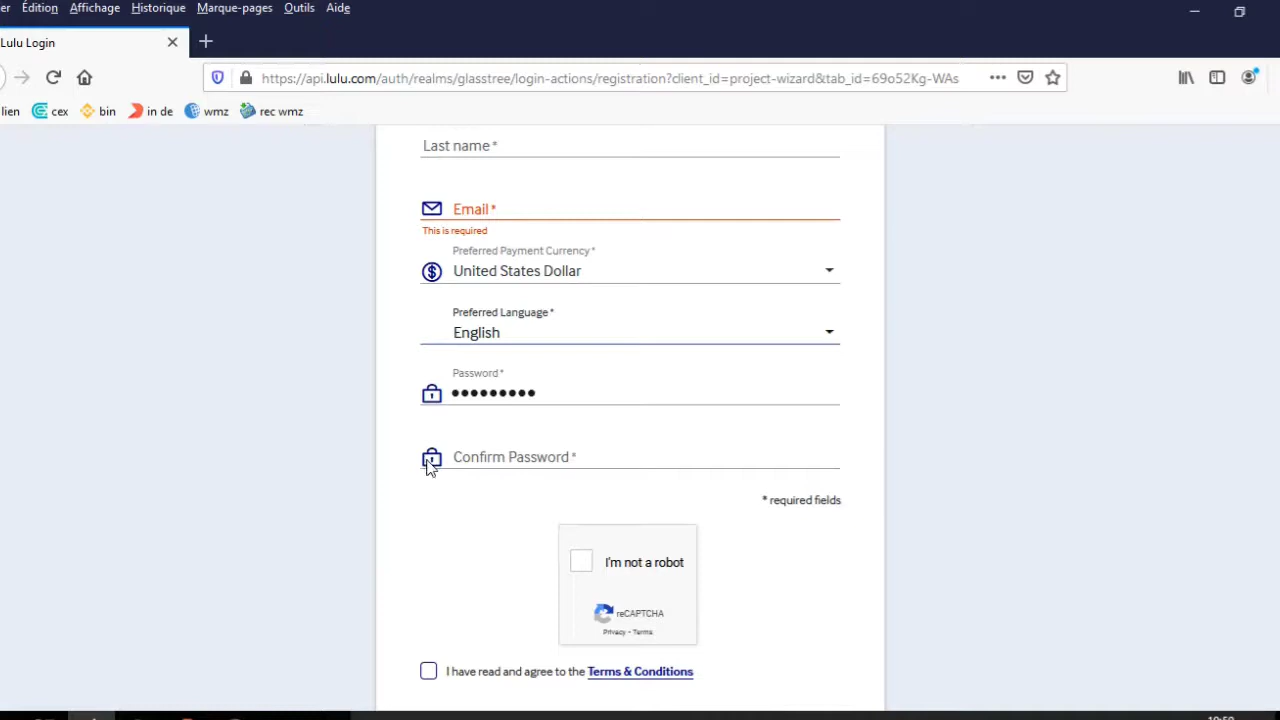 er Édition Affichage Historique Marque-pages Outils Aide
Lulu Login
https://api.lulu.com/auth/realms/glasstree/login-actions/registration?client_id=project-wizard&tab_id=69o52Kg-WAs
lien cex bin in de wmz rec wmz
Last name *
Email *
This is required
Preferred Payment Currency *
United States Dollar
Preferred Language *
English
Password *
Confirm Password *
* required fields
I'm not a robot
reCAPTCHA
Privacy - Terms
I have read and agree to the Terms & Conditions